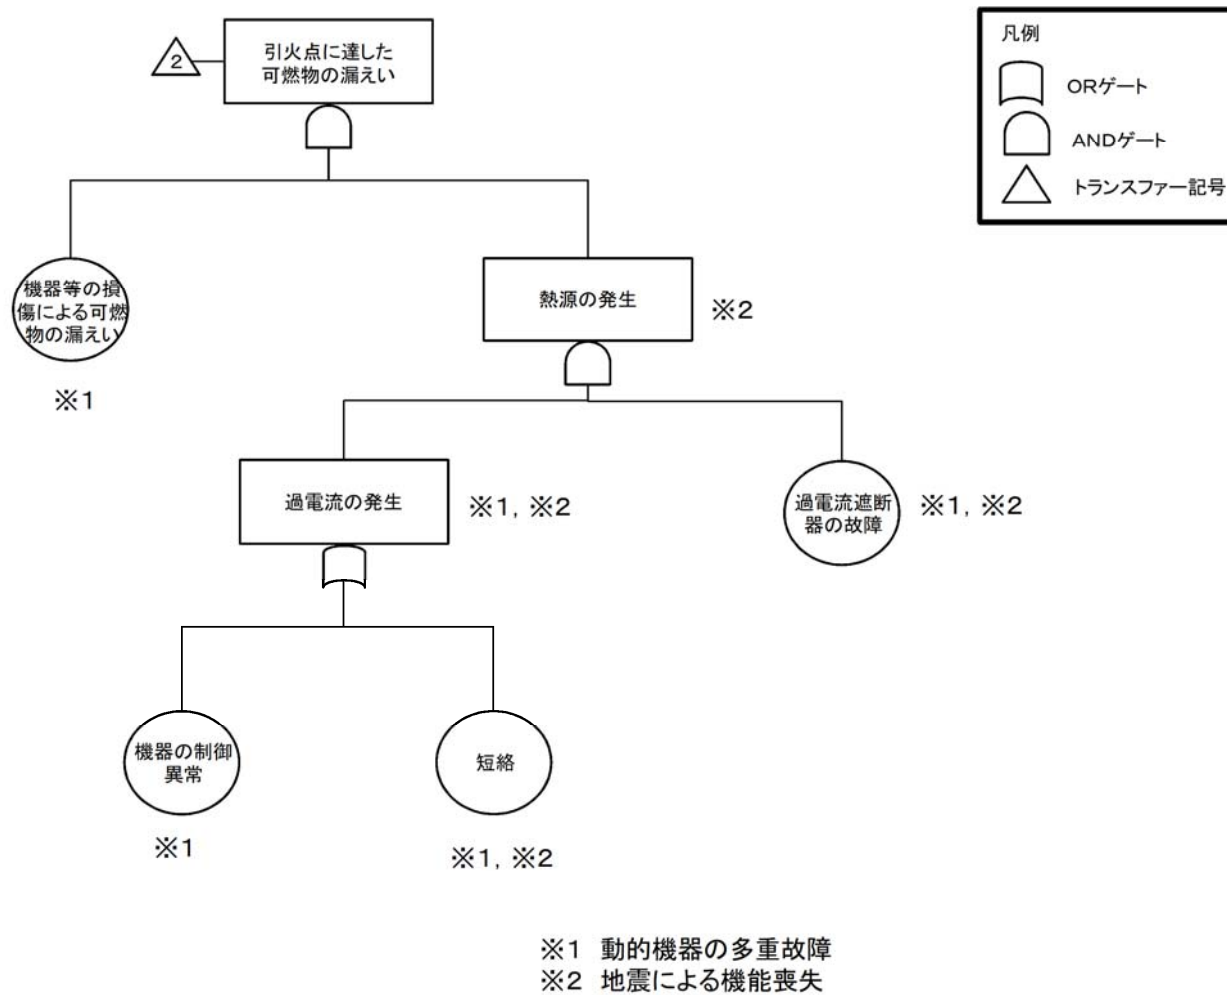 引火点に達した
可燃物の漏えい
2
凡例
ORゲート
ANDゲート
トランスファー記号
機器等の損
傷による可燃
物の漏えい
※1
熱源の発生
※2
過電流の発生
※1, ※2
過電流遮断
器の故障
※1, ※2
機器の制御
異常
※1
短絡
※1, ※2
※1 動的機器の多重故障
※2 地震による機能喪失